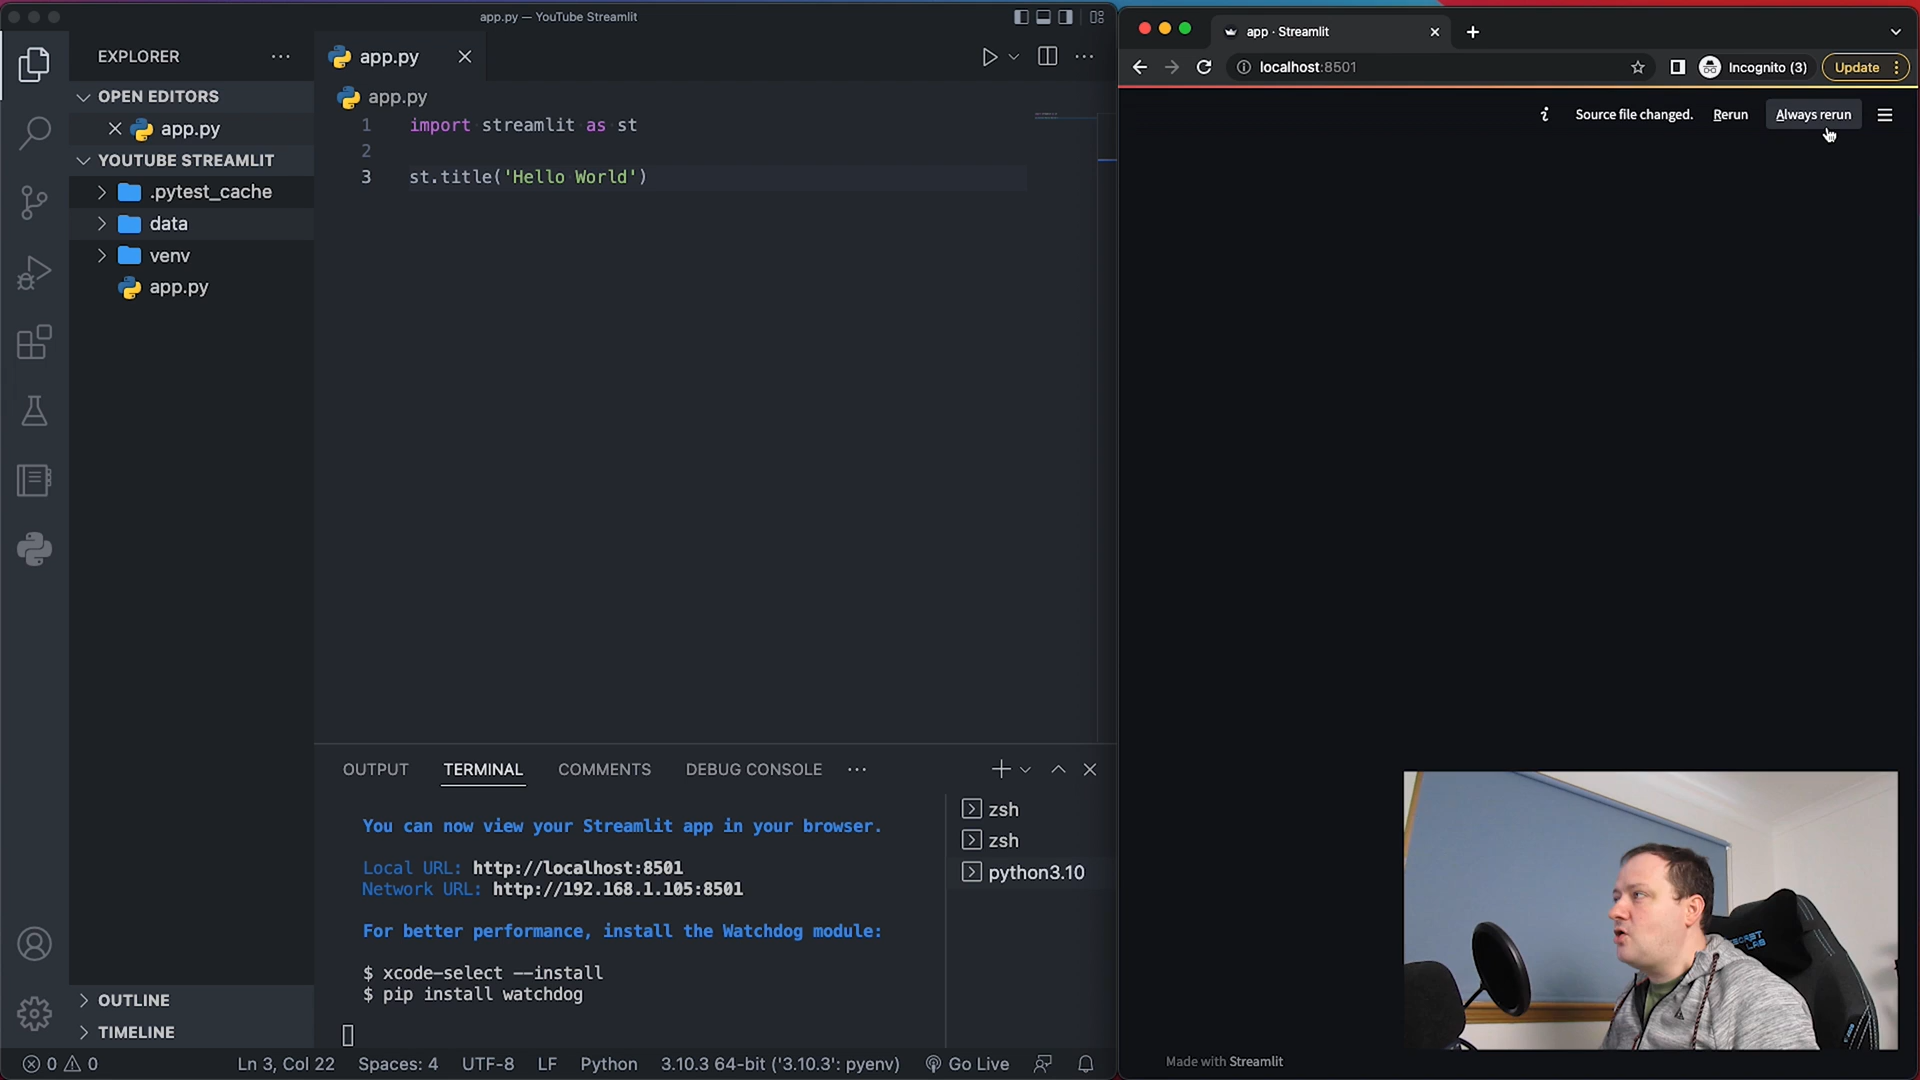 app.py — YouTube Streamlit
EXPLORER
OPEN EDITORS
app.py
YOUTUBE STREAMLIT
.pytest_cache
data
venv
app.py
OUTLINE
TIMELINE
app.py
app.py
1 import streamlit as st
2
3 st.title('Hello World')
OUTPUT TERMINAL COMMENTS DEBUG CONSOLE
You can now view your Streamlit app in your browser.
Local URL: http://localhost:8501
Network URL: http://192.168.1.105:8501
For better performance, install the Watchdog module:
$ xcode-select --install
$ pip install watchdog
zsh
zsh
python3.10
0 0 Ln 3, Col 22 Spaces: 4 UTF-8 LF Python 3.10.3 64-bit ('3.10.3': pyenv) Go Live
app · Streamlit
localhost:8501 Incognito (3) Update
Source file changed. Rerun Always rerun
Made with Streamlit